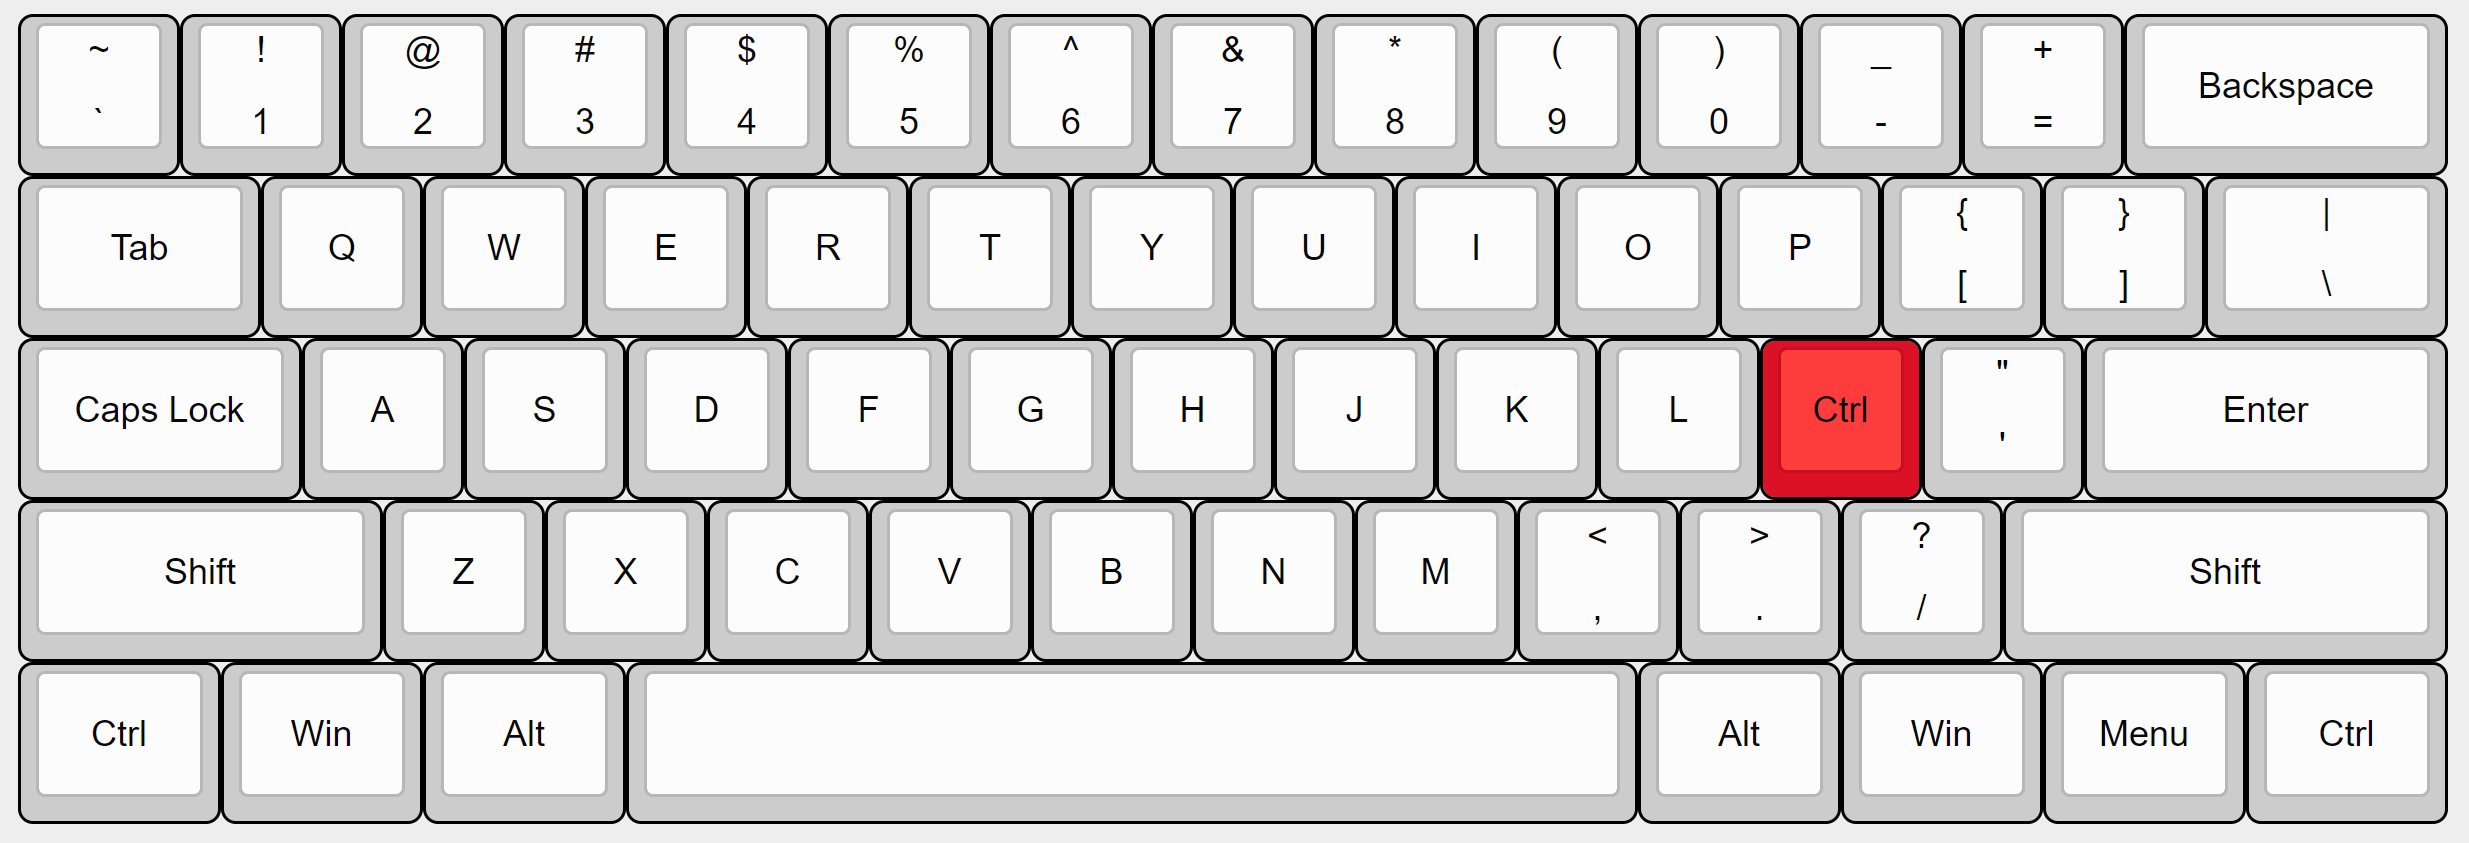 ~ ! @ # $ % ^ & * ( ) _ +
` 1 2 3 4 5 6 7 8 9 0 - = Backspace
{ } |
Tab Q W E R T Y U I O P [ ] \
"
Caps Lock A S D F G H J K L Ctrl ' Enter
< > ?
Shift Z X C V B N M , . / Shift
Ctrl Win Alt Alt Win Menu Ctrl